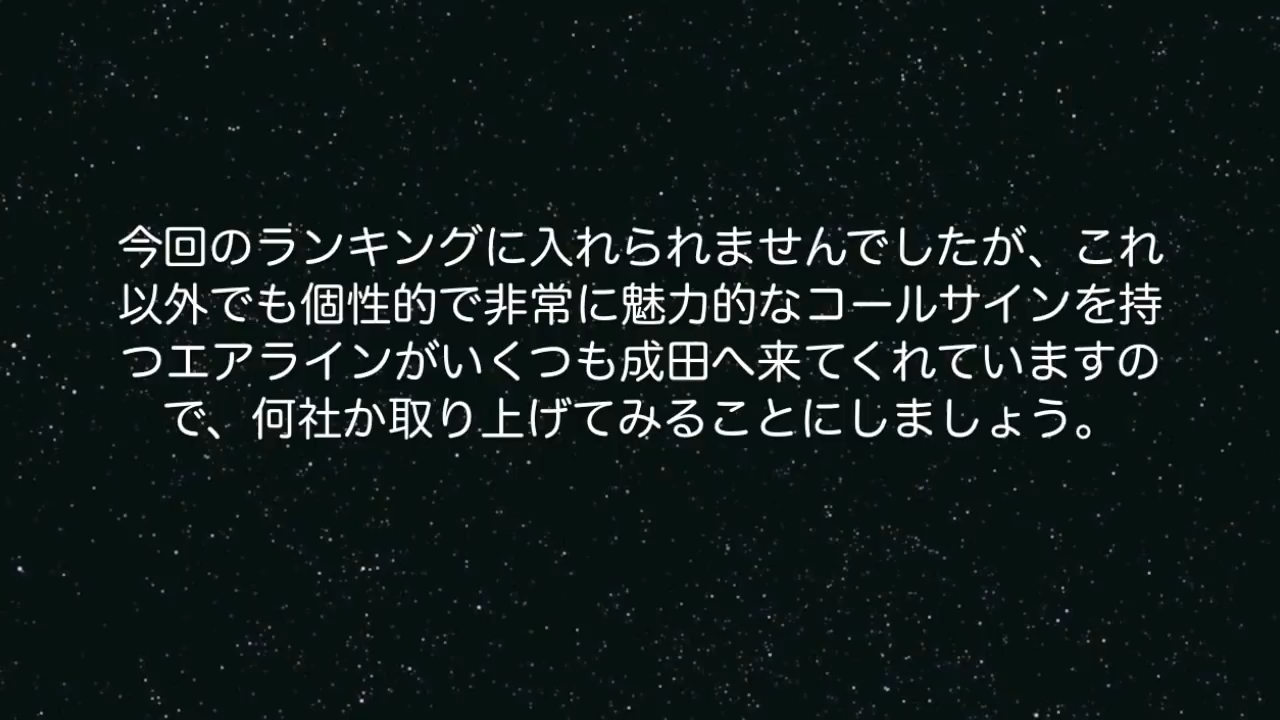 今回のランキングに入れられませんでしたが、これ
以外でも個性的で非常に魅力的なコールサインを持
つエアラインがいくつも成田へ来てくれていますの
で、何社か取り上げてみることにしましょう。